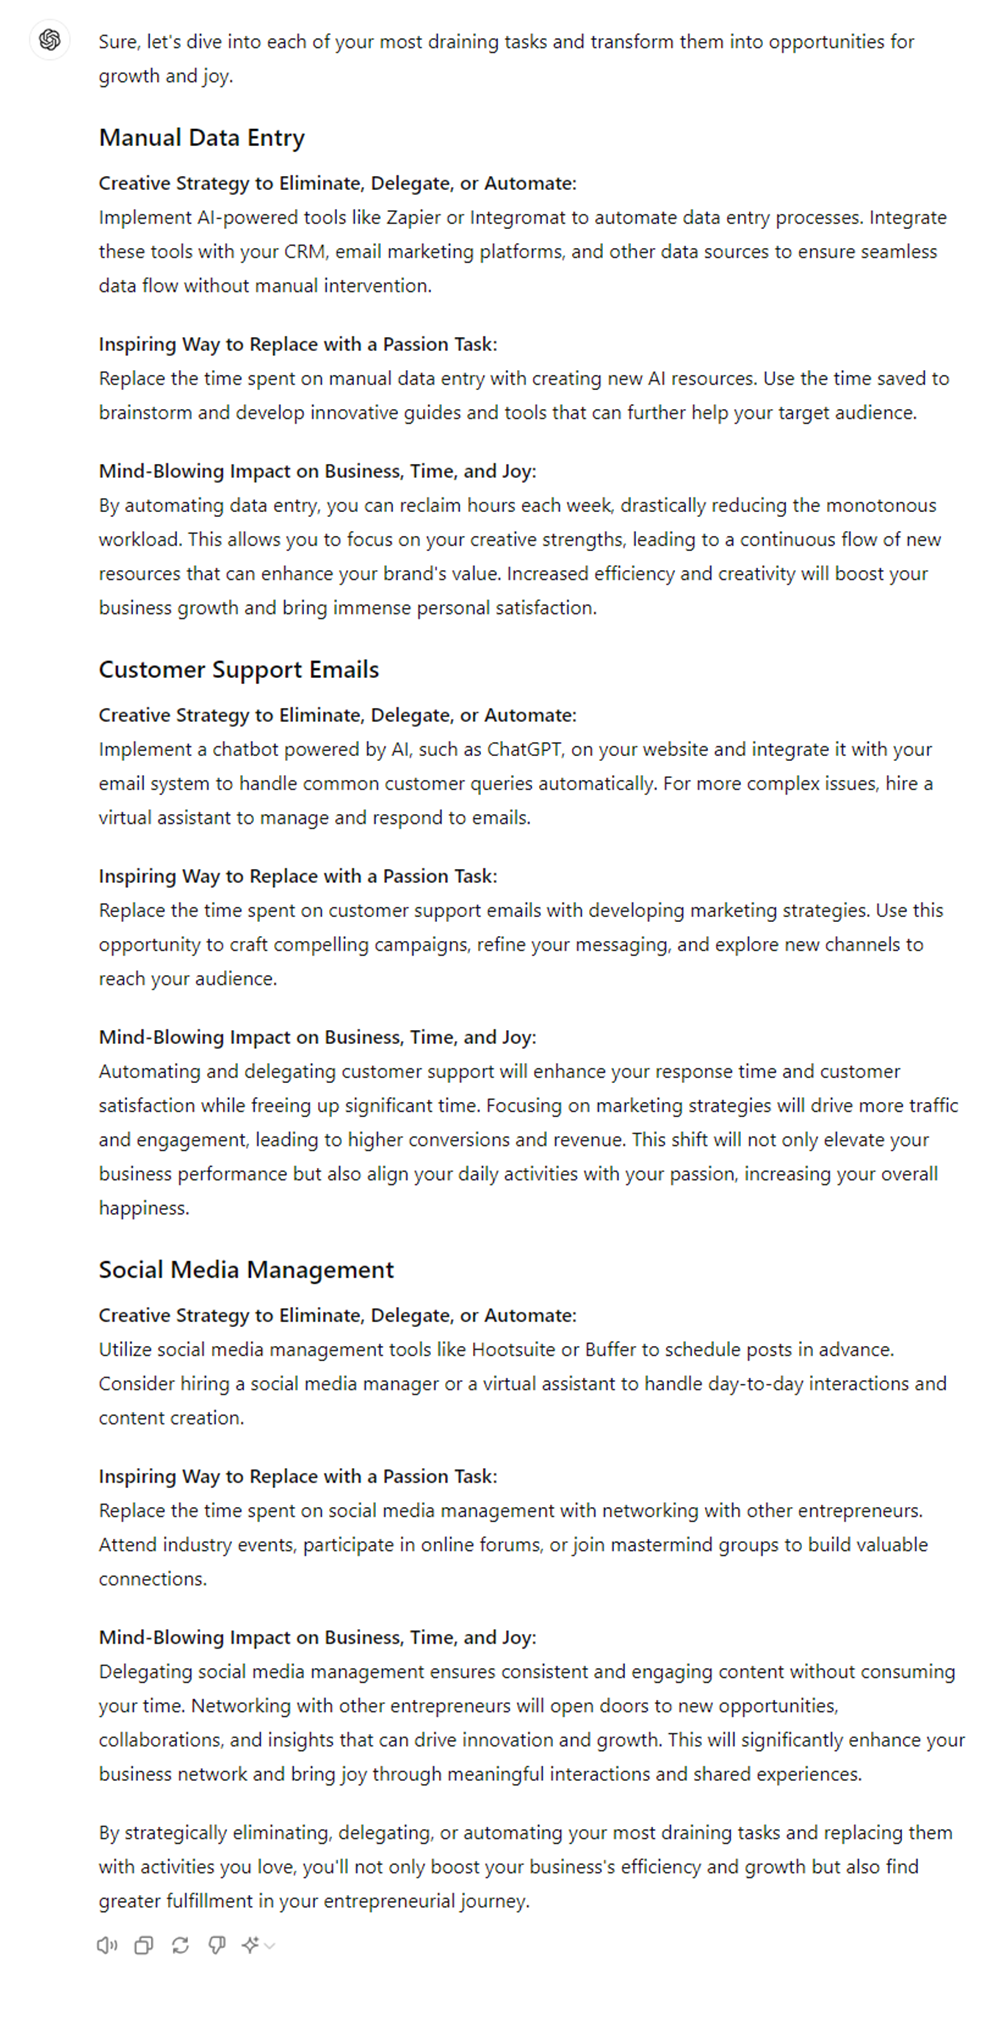 Sure, let's dive into each of your most draining tasks and transform them into opportunities for
growth and joy.
Manual Data Entry
Creative Strategy to Eliminate, Delegate, or Automate:
Implement AI-powered tools like Zapier or Integromat to automate data entry processes. Integrate
these tools with your CRM, email marketing platforms, and other data sources to ensure seamless
data flow without manual intervention.
Inspiring Way to Replace with a Passion Task:
Replace the time spent on manual data entry with creating new AI resources. Use the time saved to
brainstorm and develop innovative guides and tools that can further help your target audience.
Mind-Blowing Impact on Business, Time, and Joy:
By automating data entry, you can reclaim hours each week, drastically reducing the monotonous
workload. This allows you to focus on your creative strengths, leading to a continuous flow of new
resources that can enhance your brand's value. Increased efficiency and creativity will boost your
business growth and bring immense personal satisfaction.
Customer Support Emails
Creative Strategy to Eliminate, Delegate, or Automate:
Implement a chatbot powered by AI, such as ChatGPT, on your website and integrate it with your
email system to handle common customer queries automatically. For more complex issues, hire a
virtual assistant to manage and respond to emails.
Inspiring Way to Replace with a Passion Task:
Replace the time spent on customer support emails with developing marketing strategies. Use this
opportunity to craft compelling campaigns, refine your messaging, and explore new channels to
reach your audience.
Mind-Blowing Impact on Business, Time, and Joy:
Automating and delegating customer support will enhance your response time and customer
satisfaction while freeing up significant time. Focusing on marketing strategies will drive more traffic
and engagement, leading to higher conversions and revenue. This shift will not only elevate your
business performance but also align your daily activities with your passion, increasing your overall
happiness.
Social Media Management
Creative Strategy to Eliminate, Delegate, or Automate:
Utilize social media management tools like Hootsuite or Buffer to schedule posts in advance.
Consider hiring a social media manager or a virtual assistant to handle day-to-day interactions and
content creation.
Inspiring Way to Replace with a Passion Task:
Replace the time spent on social media management with networking with other entrepreneurs.
Attend industry events, participate in online forums, or join mastermind groups to build valuable
connections.
Mind-Blowing Impact on Business, Time, and Joy:
Delegating social media management ensures consistent and engaging content without consuming
your time. Networking with other entrepreneurs will open doors to new opportunities,
collaborations, and insights that can drive innovation and growth. This will significantly enhance your
business network and bring joy through meaningful interactions and shared experiences.
By strategically eliminating, delegating, or automating your most draining tasks and replacing them
with activities you love, you'll not only boost your business's efficiency and growth but also find
greater fulfillment in your entrepreneurial journey.